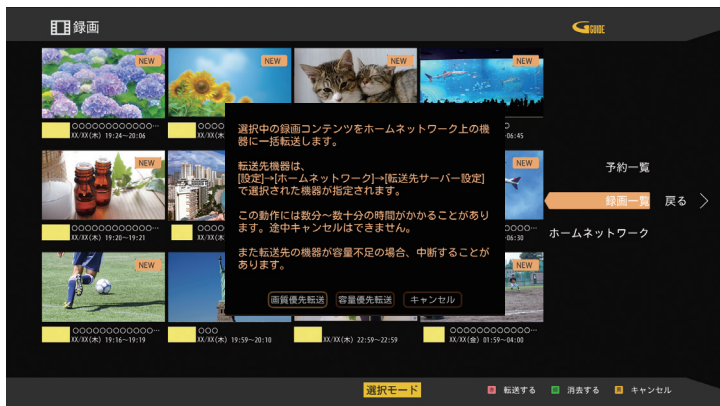 録画
G GUIDE
NEW
NEW
NEW
NEW
○○○○○○○○○○○○…
XX/XX(木) 19:24~20:06
○○○○
XX/XX(木
○
06:45
選択中の録画コンテンツをホームネットワーク上の機
器に一括転送します。
転送先機器は、
[設定]→[ホームネットワーク]→[転送先サーバー設定]
で選択された機器が指定されます。
この動作には数分~数十分の時間がかかることがあり
ます。途中キャンセルはできません。
また転送先の機器が容量不足の場合、中断することが
あります。
画質優先転送
容量優先転送
キャンセル
NEW
NEW
○○○○○○○○○○○○…
XX/XX(木) 19:20~19:21
○○○○
XX/XX(木
○○○…
06:30
予約一覧
録画一覧
戻る
ホームネットワーク
NEW
NEW
○○○○○○○○○○○○…
XX/XX(木) 19:16~19:19
○○○
XX/XX(木) 19:59~20:10
XX/XX(木) 22:59~22:59
○○○○○○○○○○○○…
XX/XX(金) 01:59~04:00
選択モード
転送する
消去する
キャンセル